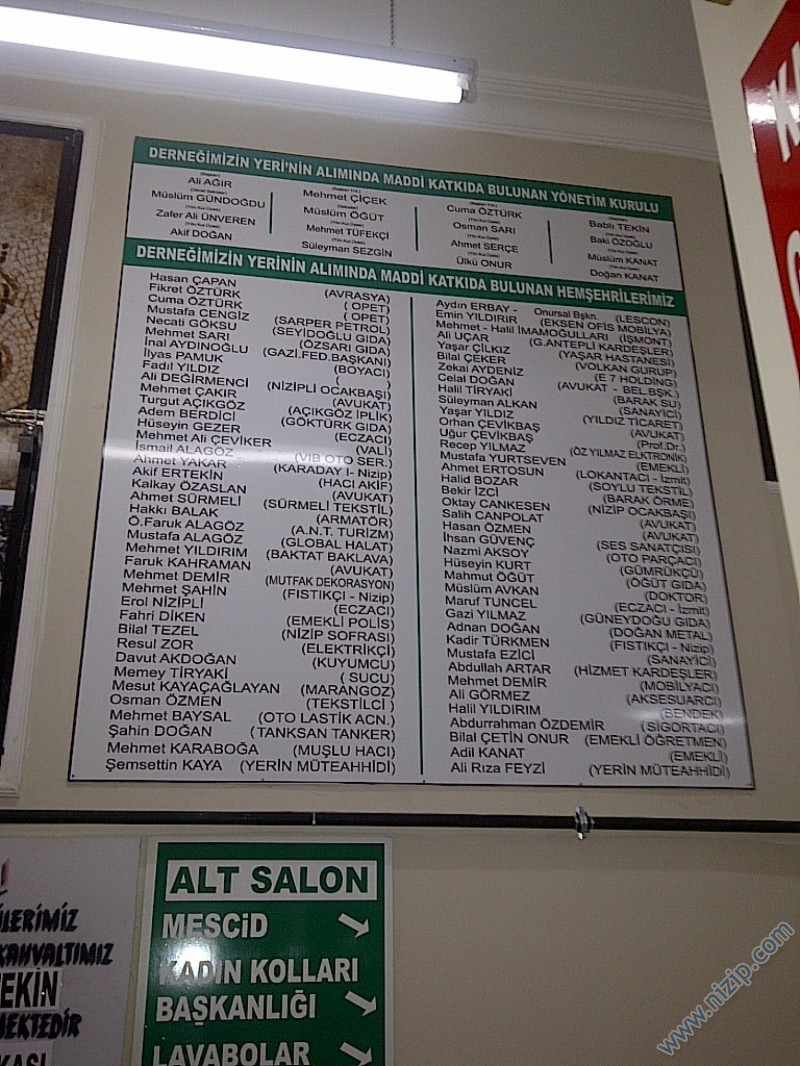 DERNEĞİMİZİN YERİ'NİN ALIMINDA MADDİ KATKIDA BULUNAN YÖNETİM KURULU
Ali AĞIR
Müslüm GÜNDOĞDU
Zafer Ali ÜNVEREN
Akif DOĞAN
Mehmet ÇİÇEK
Müslüm ÖĞÜT
Mehmet TÜFEKÇİ
Süleyman SEZGİN
Cuma ÖZTÜRK
Osman SARI
Ahmet SERÇE
Ülkü ONUR
Bablı TEKİN
Baki ÖZOĞLU
Müslüm KANAT
Doğan KANAT
DERNEĞİMİZİN YERİNİN ALIMINDA MADDİ KATKIDA BULUNAN HEMŞEHRİLERİMİZ
Hasan ÇAPAN (AVRASYA)
Fikret ÖZTÜRK ( OPET)
Cuma ÖZTÜRK ( OPET)
Mustafa CENGİZ (SARPER PETROL)
Necati GÖKSU (SEYİDOĞLU GIDA)
Mehmet SARI (ÖZSARI GIDA)
İnal AYDINOĞLU (GAZİ.FED.BAŞKANI)
İlyas PAMUK (BOYACI)
Fadıl YILDIZ ( )
Ali DEĞİRMENCİ (NİZİPLİ OCAKBAŞI)
Mehmet ÇAKIR (AVUKAT)
Turgut AÇIKGÖZ (AÇIKGÖZ İPLİK)
Adem BERDİCİ (GÖKTÜRK GIDA)
Hüseyin GEZER (ECZACI)
Mehmet Ali ÇEVİKER (VALİ)
İsmail ALAGÖZ (VIB OTO SER.)
Ahmet YAKAR (KARADAY I- Nizip)
Akif ERTEKİN (HACI AKİF)
Kalkay ÖZASLAN (AVUKAT)
Ahmet SÜRMELİ (SÜRMELİ TEKSTİL)
Hakkı BALAK (ARMATÖR)
Ö.Faruk ALAGÖZ (A.N.T. TURİZM)
Mustafa ALAGÖZ (GLOBAL HALAT)
Mehmet YILDIRIM (BAKTAT BAKLAVA)
Faruk KAHRAMAN (AVUKAT)
Mehmet DEMİR (MUTFAK DEKORASYON)
Mehmet ŞAHİN (FISTIKÇI - Nizip)
Erol NİZİPLİ (ECZACI)
Fahri DİKEN (EMEKLİ POLİS)
Bilal TEZEL (NİZİP SOFRASI)
Resul ZOR (ELEKTRİKÇİ)
Davut AKDOĞAN (KUYUMCU)
Memey TİRYAKİ ( SUCU)
Mesut KAYAÇAĞLAYAN (MARANGOZ)
Osman ÖZMEN (TEKSTİLCİ )
Mehmet BAYSAL (OTO LASTİK ACN.)
Şahin DOĞAN ( TANKSAN TANKER)
Mehmet KARABOĞA (MUŞLU HACI)
Şemsettin KAYA (YERİN MÜTEAHHİDİ)
Aydın ERBAY - Onursal Bşkn. (LESCON)
Emin YILDIRIR (EKSEN OFİS MOBİLYA)
Mehmet - Halil İMAMOĞULLARI (İŞMONT)
Ali UÇAR (G.ANTEPLİ KARDEŞLER)
Yaşar ÇİLKIZ (YAŞAR HASTANESİ)
Bilal ÇEKER (VOLKAN GURUP)
Zekai AYDENİZ (E 7 HOLDİNG)
Celal DOĞAN (AVUKAT - BEL.BŞK.)
Halil TİRYAKİ (BARAK SU)
Süleyman ALKAN (SANAYİCİ)
Yaşar YILDIZ (YILDIZ TİCARET)
Orhan ÇEVİKBAŞ (AVUKAT)
Uğur ÇEVİKBAŞ (Prof.Dr.)
Recep YILMAZ (ÖZ YILMAZ ELKTRONİK)
Mustafa YURTSEVEN (EMEKLİ)
Ahmet ERTOSUN (LOKANTACI - İzmit)
Halid BOZAR (SOYLU TEKSTİL)
Bekir İZCİ (BARAK ÖRME)
Oktay CANKESEN (NİZİP OCAKBAŞI)
Salih CANPOLAT (AVUKAT)
Hasan ÖZMEN (AVUKAT)
İhsan GÜVENÇ (SES SANATÇISI)
Nazmi AKSOY (OTO PARÇACI)
Hüseyin KURT (GÜMRÜKÇÜ)
Mahmut ÖĞÜT (ÖĞÜT GIDA)
Müslüm AVKAN (DOKTOR)
Maruf TUNCEL (ECZACI - İzmit)
Gazi YILMAZ (GÜNEYDOĞU GIDA)
Adnan DOĞAN (DOĞAN METAL)
Kadir TÜRKMEN (FISTIKÇI - Nizip)
Mustafa EZİCİ (SANAYİCİ)
Abdullah ARTAR (HİZMET KARDEŞLER)
Mehmet DEMİR (MOBİLYACI)
Ali GÖRMEZ (AKSESUARCI)
Halil YILDIRIM (BENDEK)
Abdurrahman ÖZDEMİR (SİGORTACI)
Bilal ÇETİN ONUR (EMEKLİ ÖĞRETMEN)
Adil KANAT (EMEKLİ)
Ali Rıza FEYZİ (YERİN MÜTEAHHİDİ)
ALT SALON
MESCİD
KADIN KOLLARI
BAŞKANLIĞI
LAVABOLAR
İLERİMİZ
KAHVALTIMIZ
EKİN
MEKTEDİR
KASI
www.nizip.com